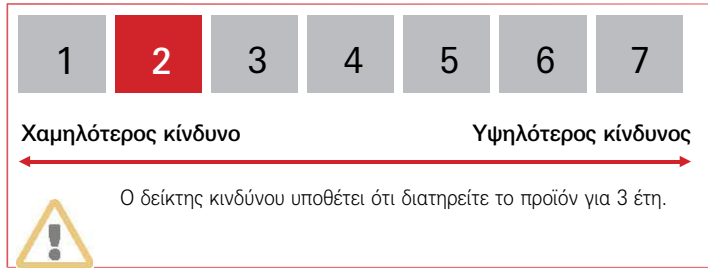 1 2 3 4 5 6 7
Χαμηλότερος κίνδυνο Υψηλότερος κίνδυνος
Ο δείκτης κινδύνου υποθέτει ότι διατηρείτε το προϊόν για 3 έτη.